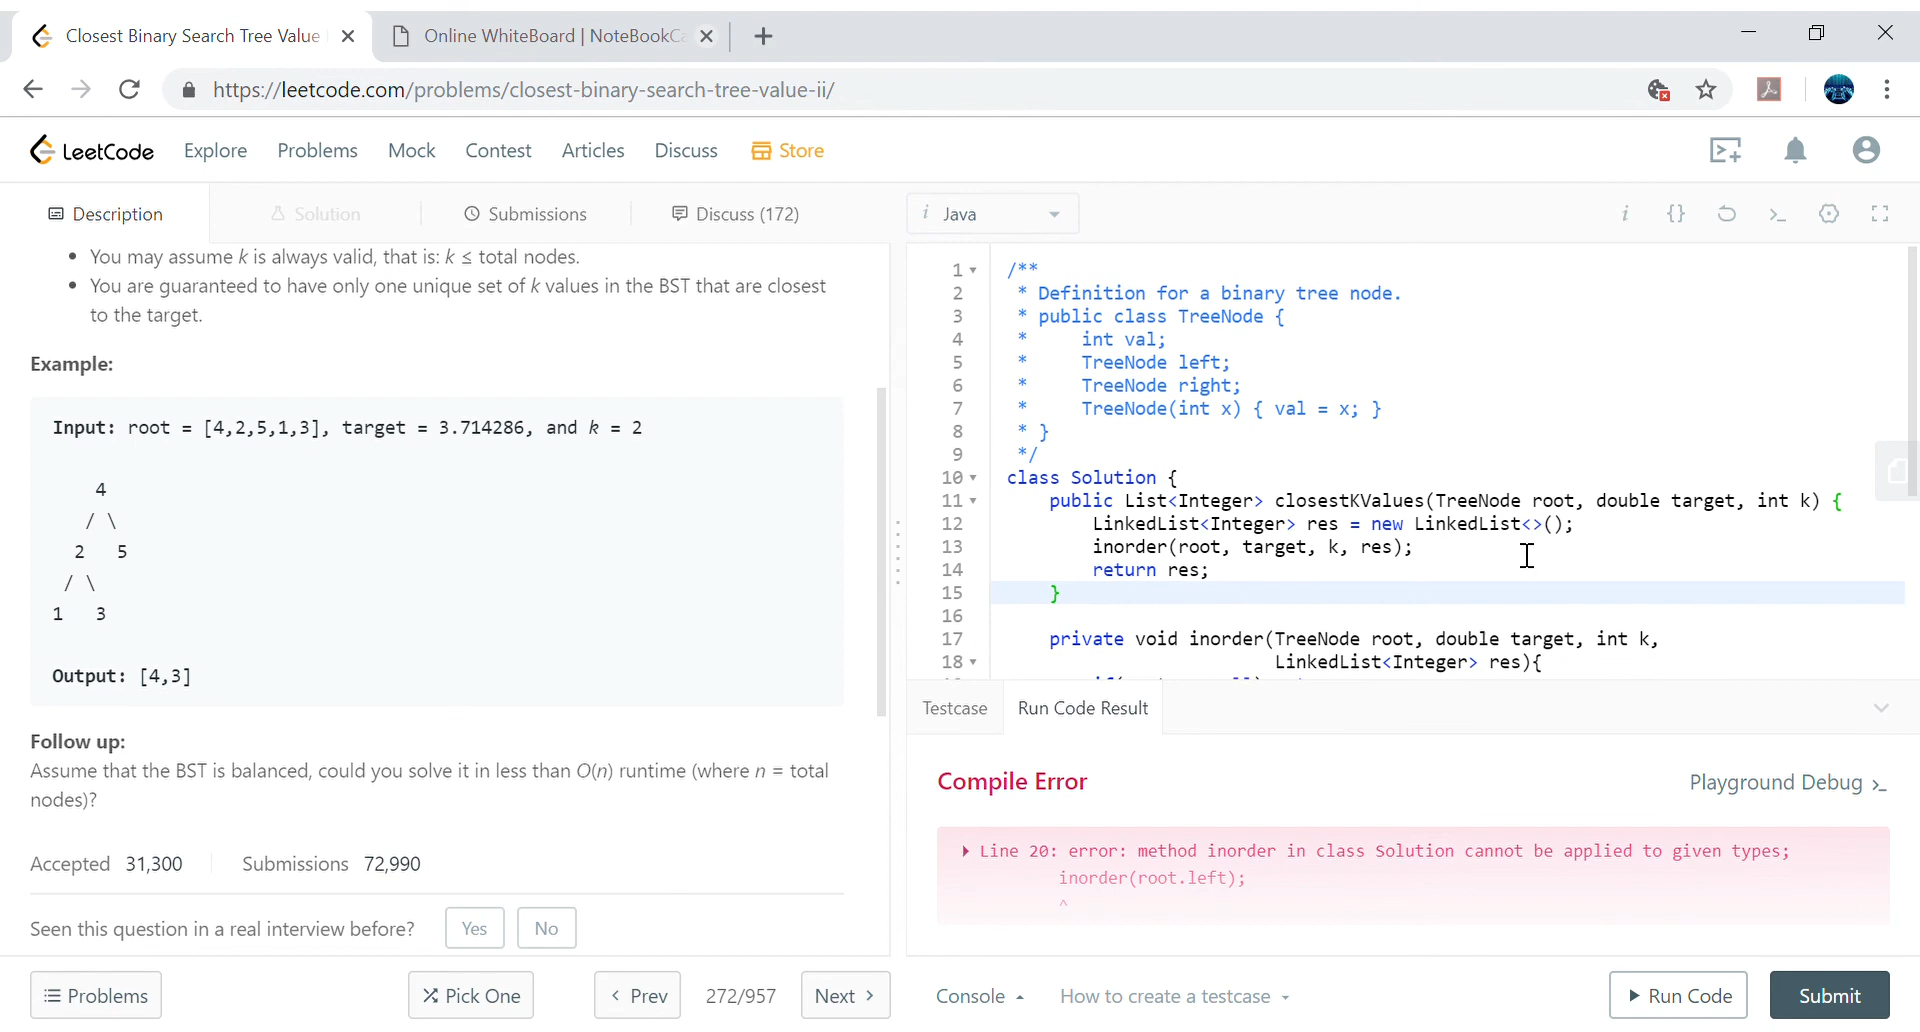 Closest Binary Search Tree Value
Online WhiteBoard | NoteBookC
https://leetcode.com/problems/closest-binary-search-tree-value-ii/
LeetCode
Explore
Problems
Mock
Contest
Articles
Discuss
Store
Description
Solution
Submissions
Discuss (172)
i Java
You may assume k is always valid, that is: k ≤ total nodes.
You are guaranteed to have only one unique set of k values in the BST that are closest
to the target.
Example:
Input: root = [4,2,5,1,3], target = 3.714286, and k = 2
4
/ \
2 5
/ \
1 3
Output: [4,3]
Follow up:
Assume that the BST is balanced, could you solve it in less than O(n) runtime (where n = total
nodes)?
Accepted 31,300
Submissions 72,990
Seen this question in a real interview before?
Yes
No
Problems
Pick One
Prev
272/957
Next
1 /**
2 * Definition for a binary tree node.
3 * public class TreeNode {
4 * int val;
5 * TreeNode left;
6 * TreeNode right;
7 * TreeNode(int x) { val = x; }
8 * }
9 */
10 class Solution {
11 public List<Integer> closestKValues(TreeNode root, double target, int k) {
12 LinkedList<Integer> res = new LinkedList<>();
13 inorder(root, target, k, res);
14 return res;
15 }
16
17 private void inorder(TreeNode root, double target, int k,
18 LinkedList<Integer> res){
Testcase
Run Code Result
Compile Error
Playground Debug >_
Line 20: error: method inorder in class Solution cannot be applied to given types;
inorder(root.left);
^
Console
How to create a testcase
Run Code
Submit